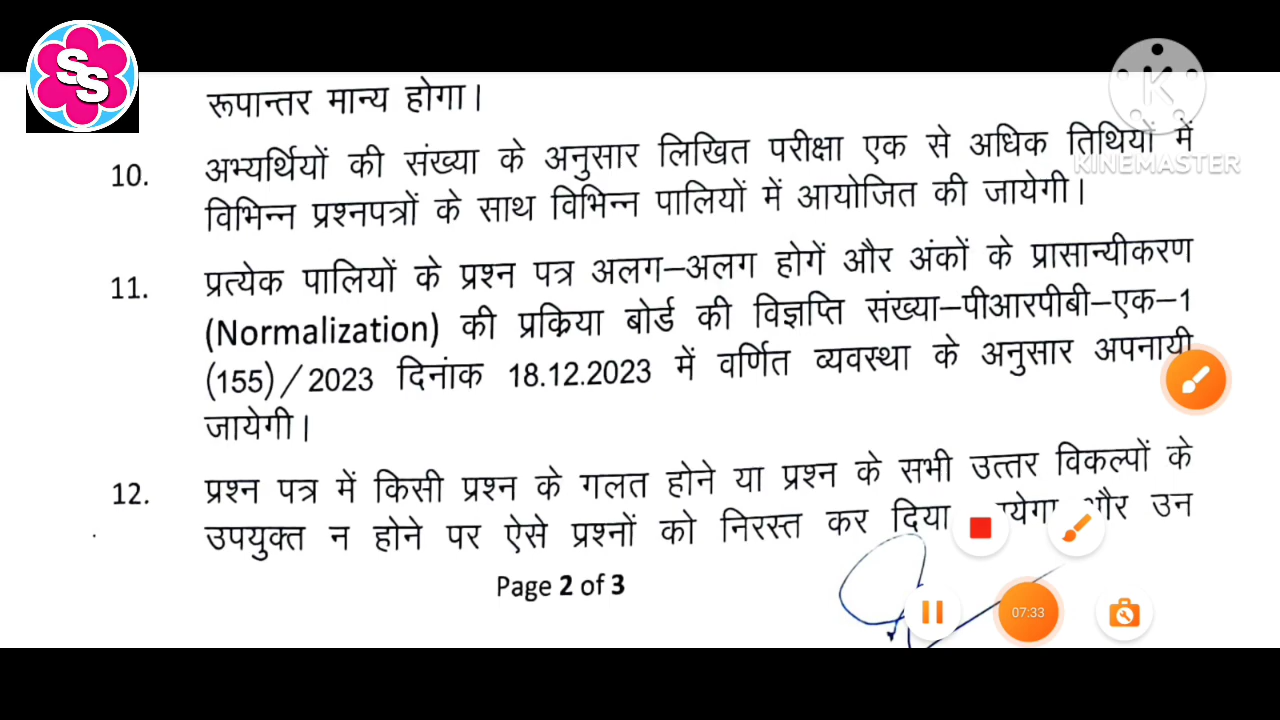 SS
K
KINEMASTER
रूपान्तर मान्य होगा।
10. अभ्यर्थियों की संख्या के अनुसार लिखित परीक्षा एक से अधिक तिथियों में
विभिन्न प्रश्नपत्रों के साथ विभिन्न पालियों में आयोजित की जायेगी।
11. प्रत्येक पालियों के प्रश्न पत्र अलग–अलग होगें और अंकों के प्रासान्यीकरण
(Normalization) की प्रक्रिया बोर्ड की विज्ञप्ति संख्या–पीआरपीबी–एक–1
(155)/2023 दिनांक 18.12.2023 में वर्णित व्यवस्था के अनुसार अपनायी
जायेगी।
12. प्रश्न पत्र में किसी प्रश्न के गलत होने या प्रश्न के सभी उत्तर विकल्पों के
उपयुक्त न होने पर ऐसे प्रश्नों को निरस्त कर दिया और उन
Page 2 of 3
07:33